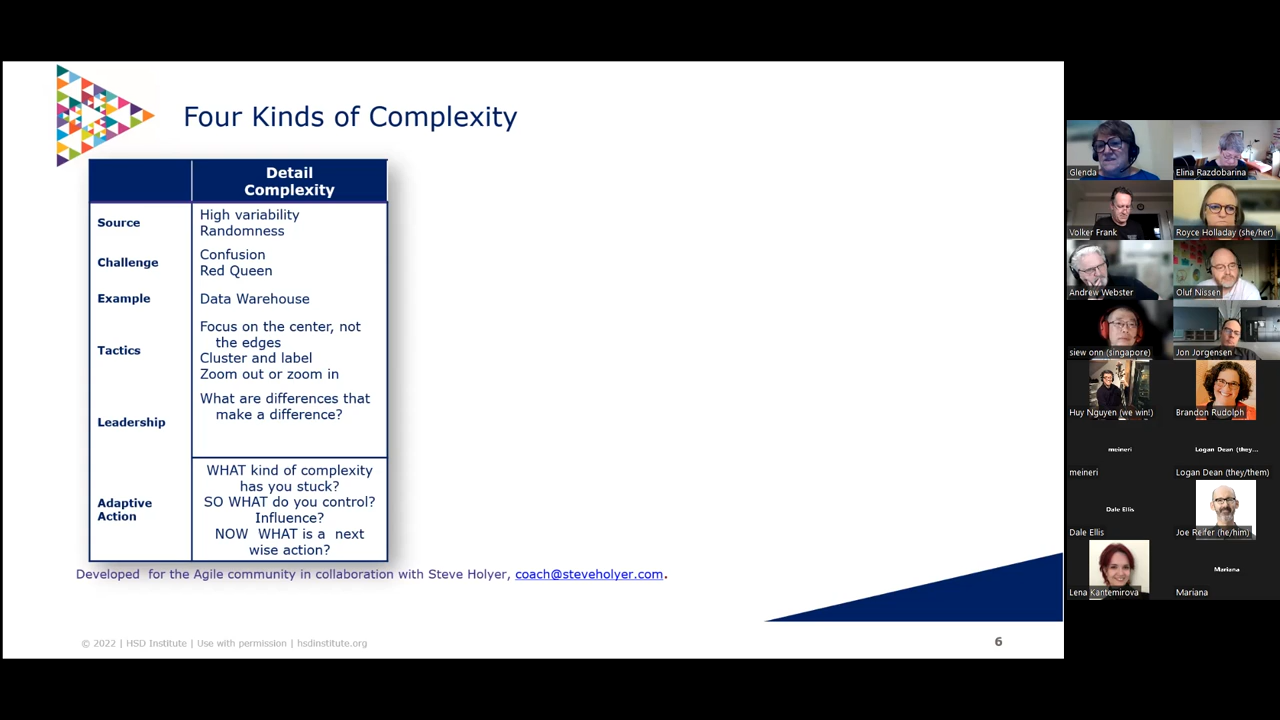 Four Kinds of Complexity
Detail
Complexity
Source
High variability
Randomness
Challenge
Confusion
Red Queen
Example
Data Warehouse
Tactics
Focus on the center, not
the edges
Cluster and label
Zoom out or zoom in
Leadership
What are differences that
make a difference?
Adaptive
Action
WHAT kind of complexity
has you stuck?
SO WHAT do you control?
Influence?
NOW WHAT is a next
wise action?
Developed for the Agile community in collaboration with Steve Holyer, coach@steveholyer.com.
© 2022 | HSD Institute | Use with permission | hsdinstitute.org
6
Glenda
Elina Razdobarina
Volker Frank
Royce Holladay (she/her)
Andrew Webster
Oluf Nissen
siew onn (singapore)
Jon Jorgensen
Huy Nguyen (we win!)
Brandon Rudolph
meineri
Logan Dean (they...
meineri
Logan Dean (they/them)
Dale Ellis
Dale Ellis
Joe Reifer (he/him)
Mariana
Lena Kantemirova
Mariana